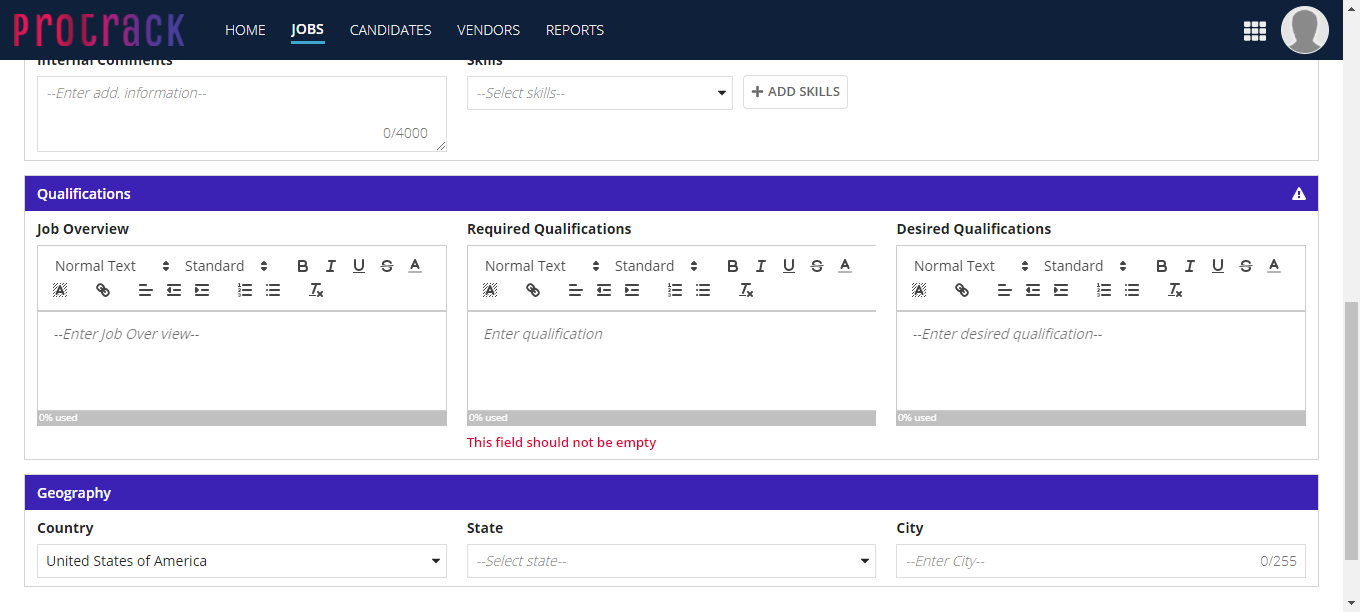 protrack HOME JOBS CANDIDATES VENDORS REPORTS
Internal Comments Skills
--Enter add. information-- --Select skills-- ADD SKILLS
0/4000
Qualifications
Job Overview Required Qualifications Desired Qualifications
Normal Text Standard B I U S A Normal Text Standard B I U S A Normal Text Standard B I U S A
--Enter Job Over view-- Enter qualification --Enter desired qualification--
0% used 0% used 0% used
This field should not be empty
Geography
Country State City
United States of America --Select state-- --Enter City-- 0/255